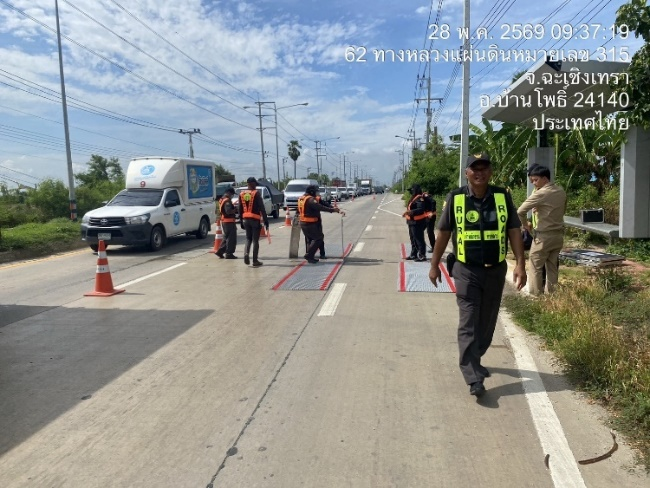 28 พ.ค. 2569 09:37:19
62 ทางหลวงแผ่นดินหมายเลข 315
จ.ฉะเชิงเทรา
อ.บ้านโพธิ์ 24140
ประเทศไทย
RURAL
ROADS